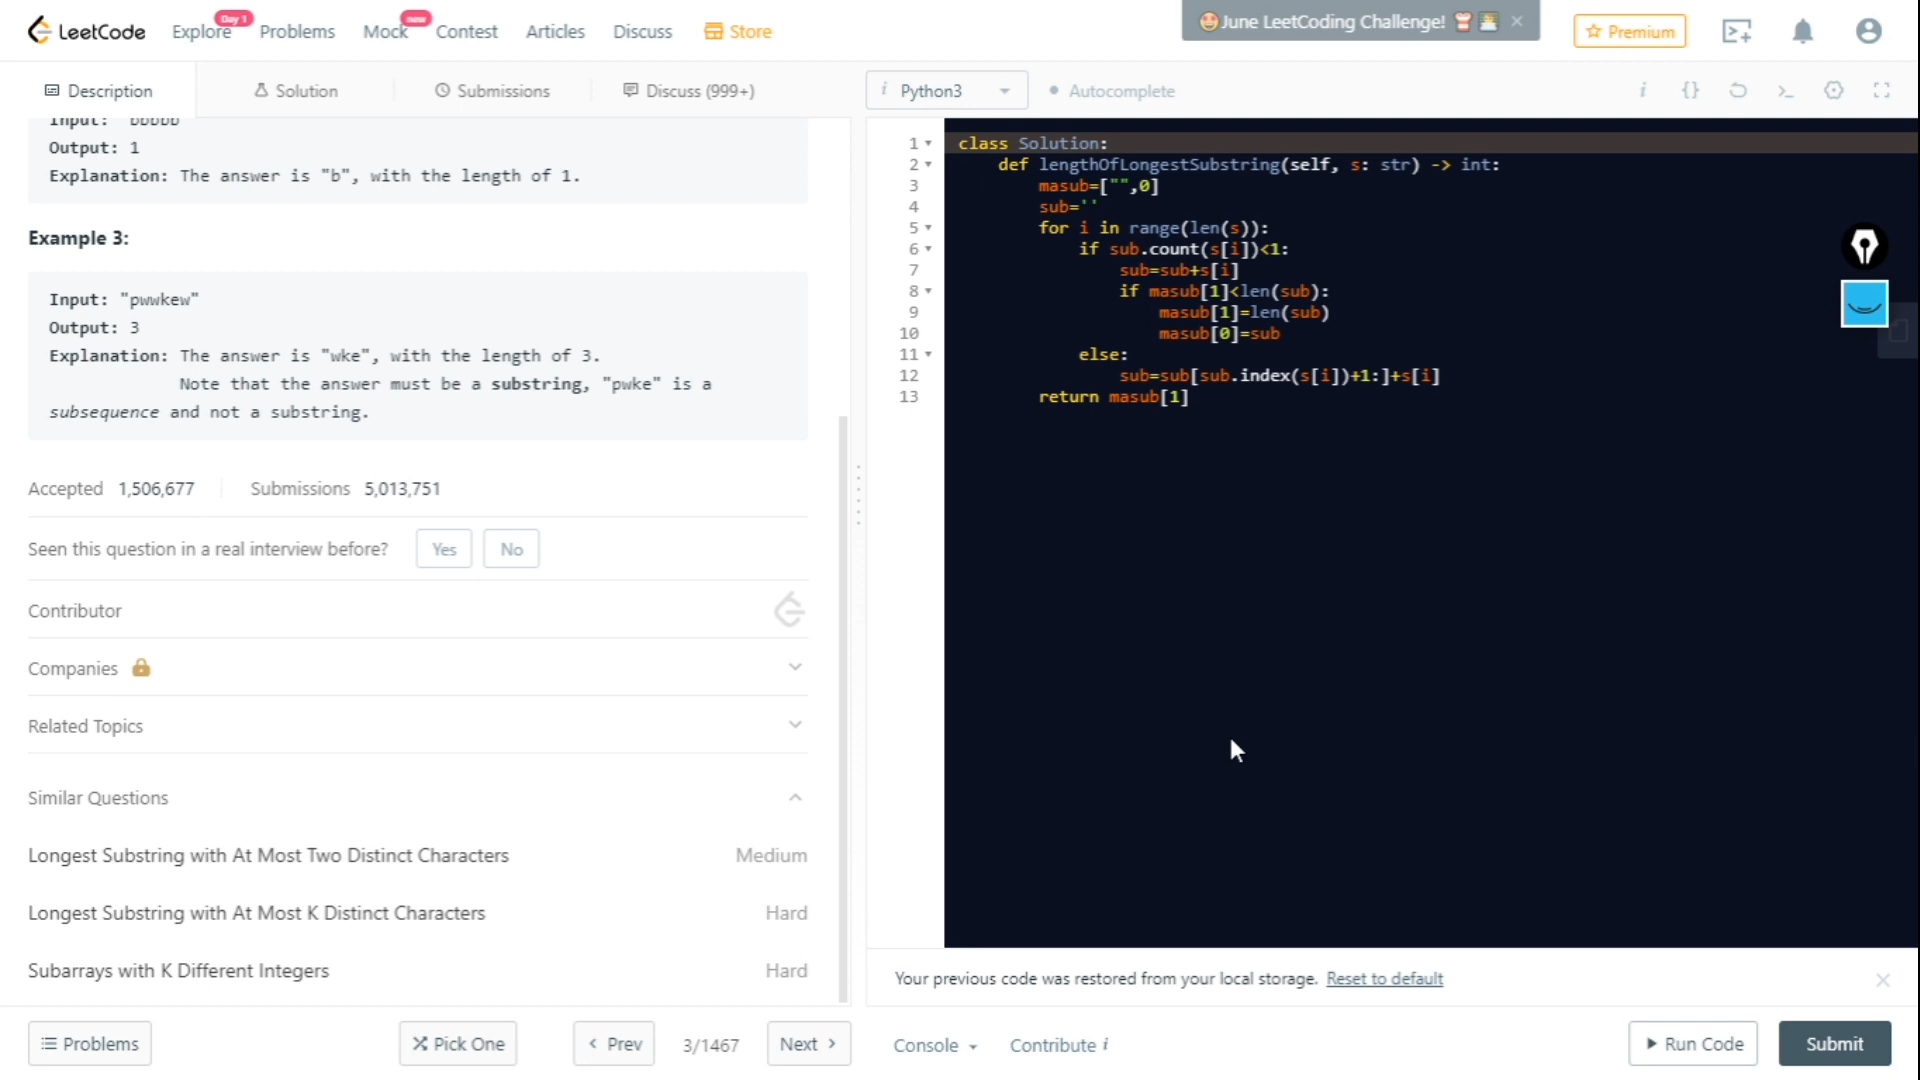 LeetCode
Explore
Day 1
Problems
Mock
new
Contest
Articles
Discuss
Store
June LeetCoding Challenge!
Premium
Description
Solution
Submissions
Discuss (999+)
i Python3
Autocomplete
Input: "bbbbb"
Output: 1
Explanation: The answer is "b", with the length of 1.
Example 3:
Input: "pwwkew"
Output: 3
Explanation: The answer is "wke", with the length of 3.
Note that the answer must be a substring, "pwke" is a
subsequence and not a substring.
Accepted 1,506,677
Submissions 5,013,751
Seen this question in a real interview before?
Yes
No
Contributor
Companies
Related Topics
Similar Questions
Longest Substring with At Most Two Distinct Characters
Medium
Longest Substring with At Most K Distinct Characters
Hard
Subarrays with K Different Integers
Hard
Problems
Pick One
Prev
3/1467
Next
i {}
1 class Solution:
2 def lengthOfLongestSubstring(self, s: str) -> int:
3 masub=["",0]
4 sub=''
5 for i in range(len(s)):
6 if sub.count(s[i])<1:
7 sub=sub+s[i]
8 if masub[1]<len(sub):
9 masub[1]=len(sub)
10 masub[0]=sub
11 else:
12 sub=sub[sub.index(s[i])+1:]+s[i]
13 return masub[1]
Your previous code was restored from your local storage. Reset to default
Console
Contribute i
Run Code
Submit